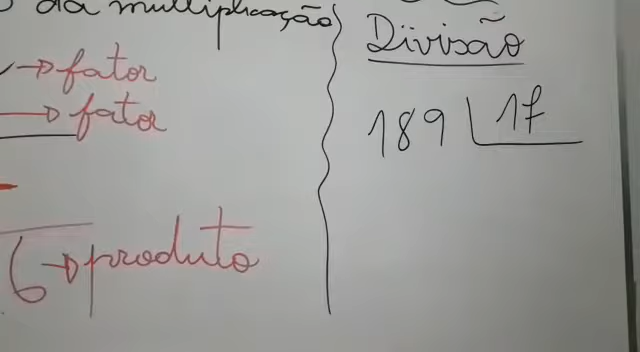 da multiplicação
→ fator
→ fator
6 → produto
Divisão
189 17